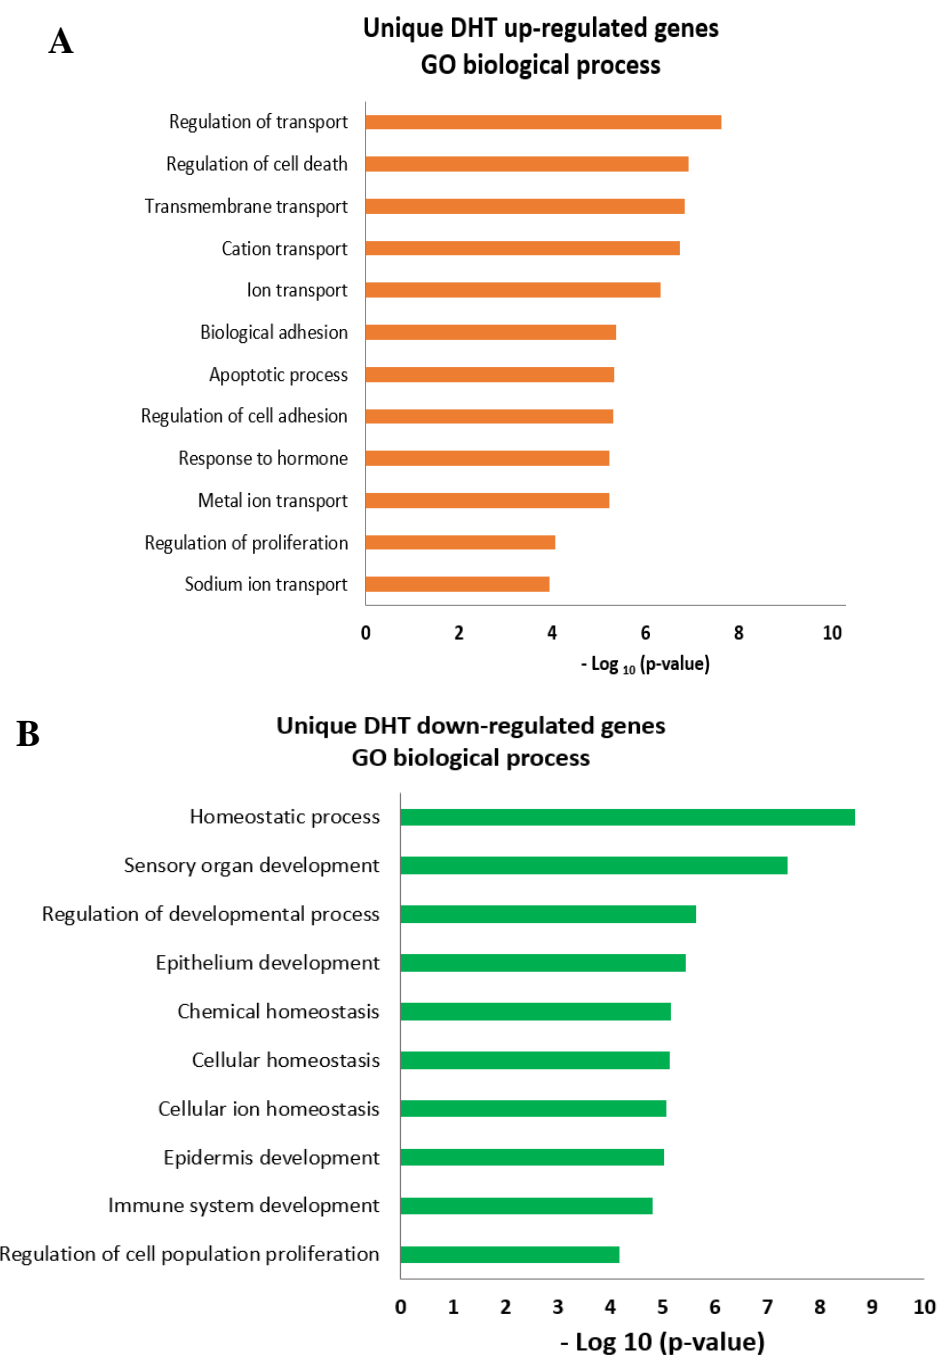 A
Unique DHT up-regulated genes
GO biological process
Regulation of transport
Regulation of cell death
Transmembrane transport
Cation transport
Ion transport
Biological adhesion
Apoptotic process
Regulation of cell adhesion
Response to hormone
Metal ion transport
Regulation of proliferation
Sodium ion transport
0 2 4 6 8 10
- Log 10 (p-value)
B
Unique DHT down-regulated genes
GO biological process
Homeostatic process
Sensory organ development
Regulation of developmental process
Epithelium development
Chemical homeostasis
Cellular homeostasis
Cellular ion homeostasis
Epidermis development
Immune system development
Regulation of cell population proliferation
0 1 2 3 4 5 6 7 8 9 10
- Log 10 (p-value)